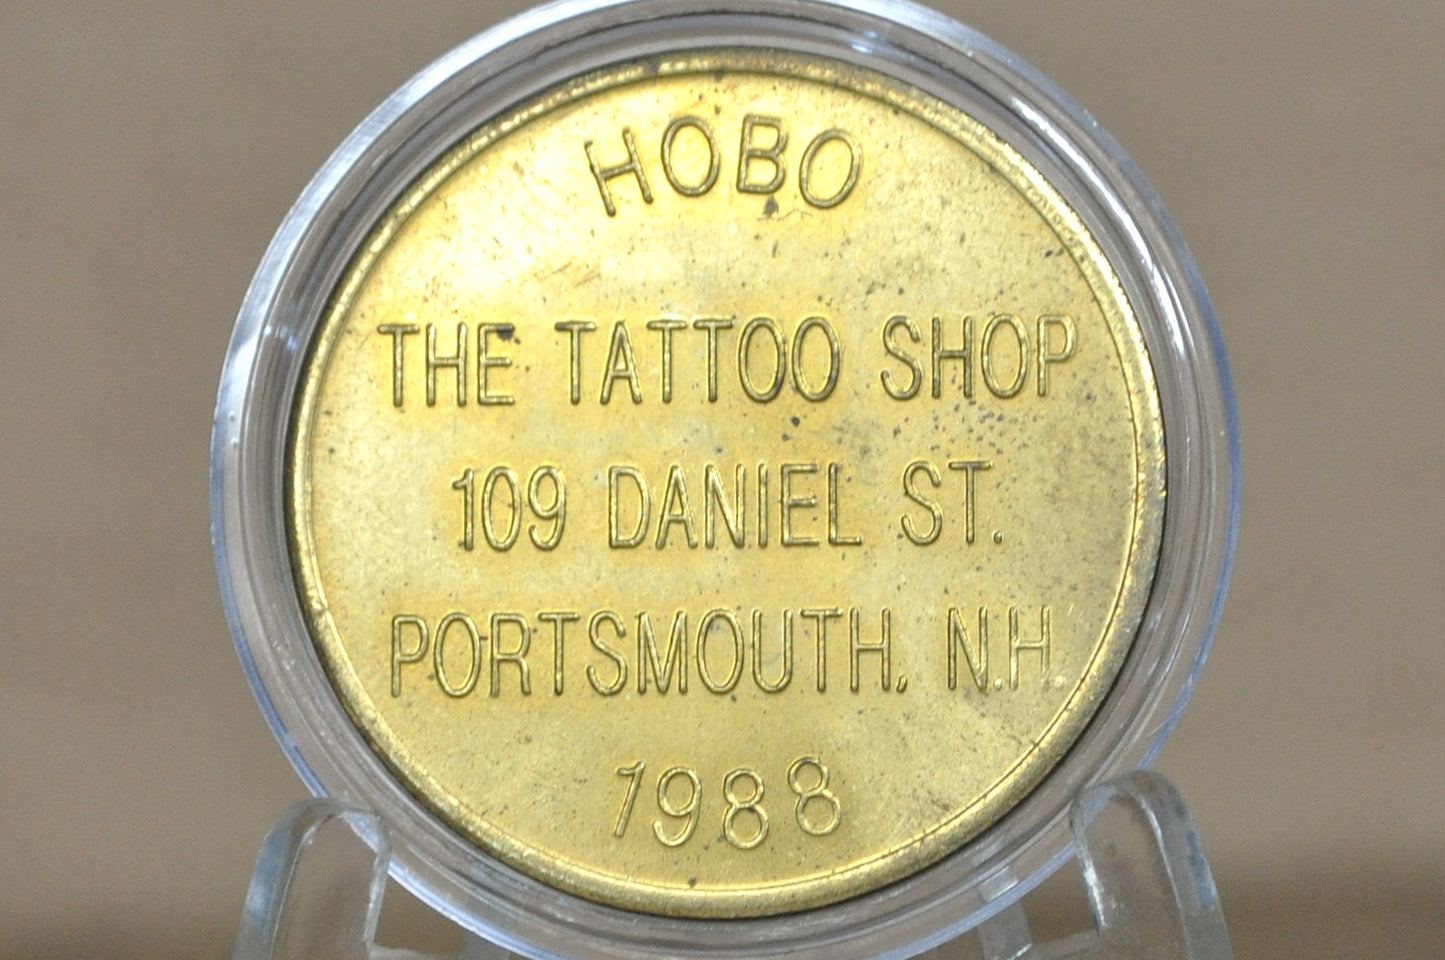 HOBO
THE TATTOO SHOP
109 DANIEL ST.
PORTSMOUTH, N.H.
1988